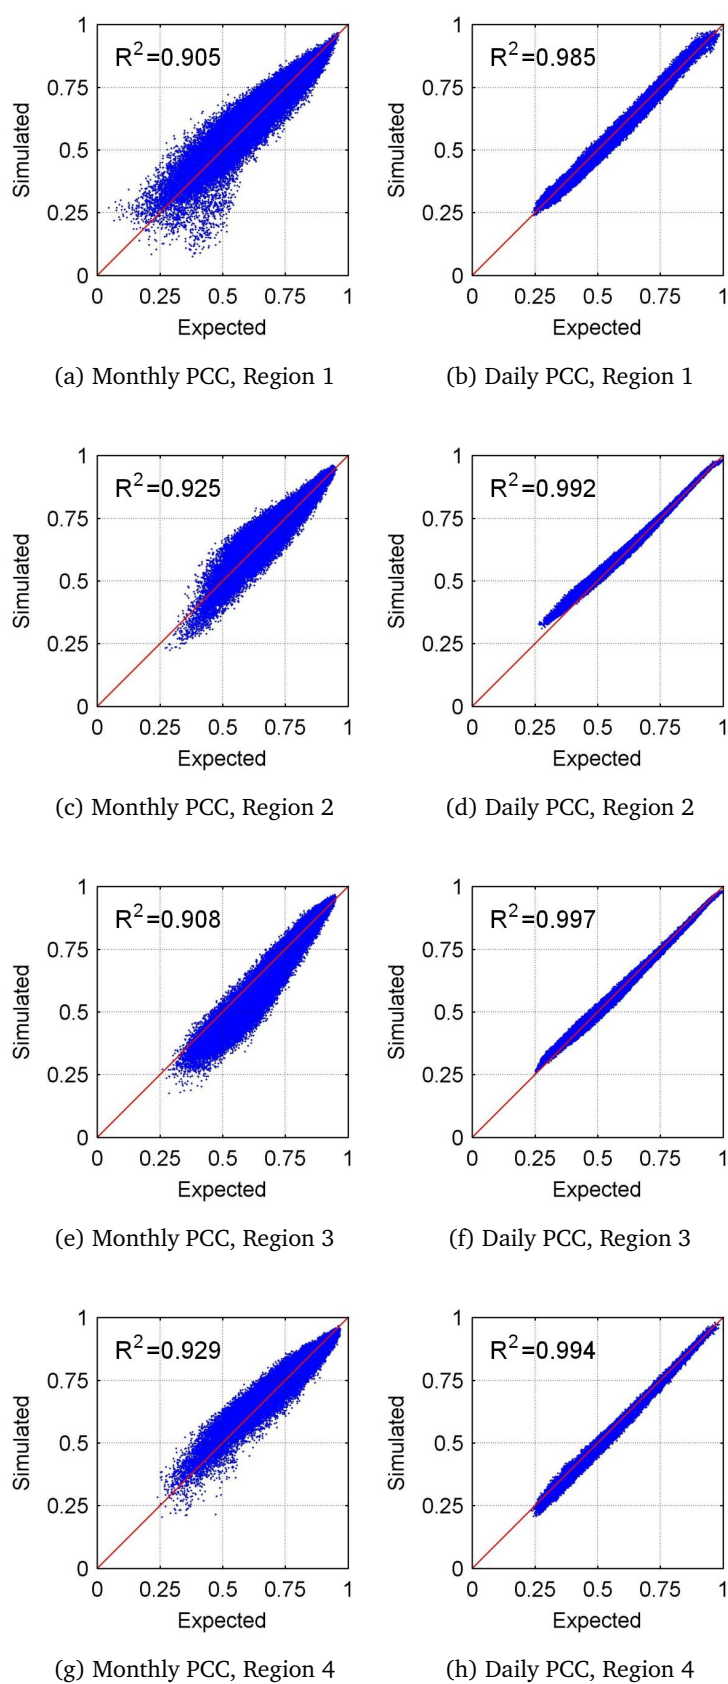 R²=0.905
1
0.75
0.5
0.25
0
Simulated
0 0.25 0.5 0.75 1
Expected
(a) Monthly PCC, Region 1
R²=0.985
1
0.75
0.5
0.25
0
Simulated
0 0.25 0.5 0.75 1
Expected
(b) Daily PCC, Region 1
R²=0.925
1
0.75
0.5
0.25
0
Simulated
0 0.25 0.5 0.75 1
Expected
(c) Monthly PCC, Region 2
R²=0.992
1
0.75
0.5
0.25
0
Simulated
0 0.25 0.5 0.75 1
Expected
(d) Daily PCC, Region 2
R²=0.908
1
0.75
0.5
0.25
0
Simulated
0 0.25 0.5 0.75 1
Expected
(e) Monthly PCC, Region 3
R²=0.997
1
0.75
0.5
0.25
0
Simulated
0 0.25 0.5 0.75 1
Expected
(f) Daily PCC, Region 3
R²=0.929
1
0.75
0.5
0.25
0
Simulated
0 0.25 0.5 0.75 1
Expected
(g) Monthly PCC, Region 4
R²=0.994
1
0.75
0.5
0.25
0
Simulated
0 0.25 0.5 0.75 1
Expected
(h) Daily PCC, Region 4